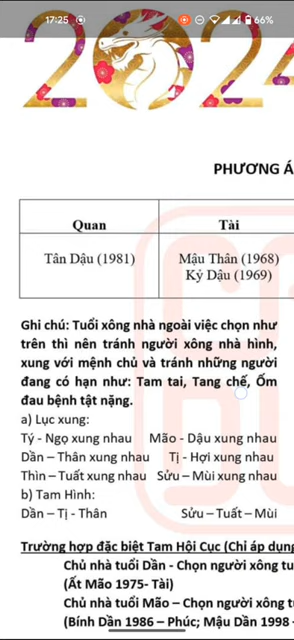 17:25
66%
2024
PHƯƠNG Á
Quan Tài
Tân Dậu (1981) Mậu Thân (1968)
Kỷ Dậu (1969)
Ghi chú: Tuổi xông nhà ngoài việc chọn như
trên thì nên tránh người xông nhà hình,
xung với mệnh chủ và tránh những người
đang có hạn như: Tam tai, Tang chế, Ốm
đau bệnh tật nặng.
a) Lục xung:
Tý - Ngọ xung nhau Mão - Dậu xung nhau
Dần – Thân xung nhau Tị - Hợi xung nhau
Thìn – Tuất xung nhau Sửu – Mùi xung nhau
b) Tam Hình:
Dần – Tị - Thân Sửu – Tuất – Mùi
Trường hợp đặc biệt Tam Hội Cục (Chỉ áp dụng
Chủ nhà tuổi Dần - Chọn người xông tu
(Ất Mão 1975- Tài)
Chủ nhà tuổi Mão – Chọn người xông t
(Bính Dần 1986 – Phúc; Mậu Dần 1998 -